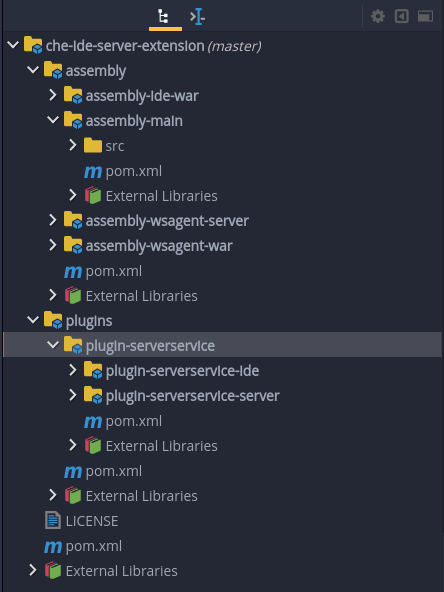 che-ide-server-extension (master)
assembly
assembly-ide-war
assembly-main
src
pom.xml
External Libraries
assembly-wsagent-server
assembly-wsagent-war
pom.xml
External Libraries
plugins
plugin-serverservice
plugin-serverservice-ide
plugin-serverservice-server
pom.xml
External Libraries
pom.xml
External Libraries
LICENSE
pom.xml
External Libraries